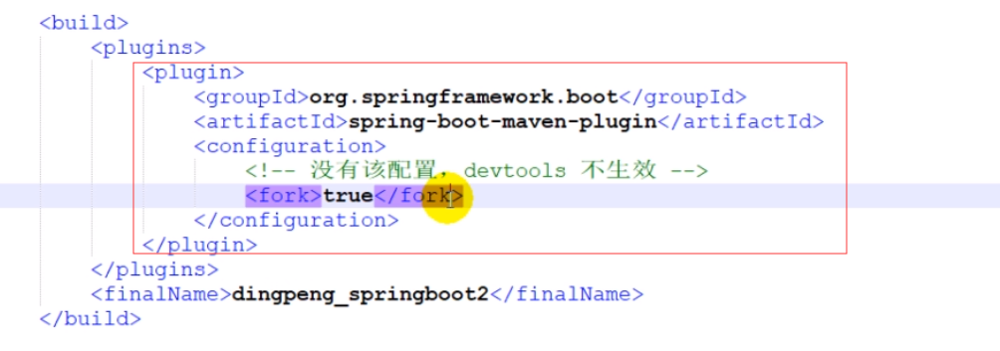 <build>
<plugins>
<plugin>
<groupId>org.springframework.boot</groupId>
<artifactId>spring-boot-maven-plugin</artifactId>
<configuration>
<!-- 没有该配置，devtools 不生效 -->
<fork>true</fork>
</configuration>
</plugin>
</plugins>
<finalName>dingpeng_springboot2</finalName>
</build>